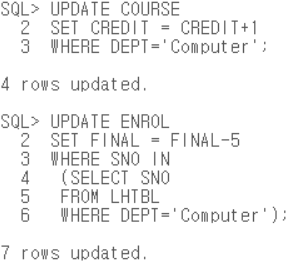 SQL> UPDATE COURSE
2 SET CREDIT = CREDIT+1
3 WHERE DEPT='Computer';
4 rows updated.
SQL> UPDATE ENROL
2 SET FINAL = FINAL-5
3 WHERE SNO IN
4 (SELECT SNO
5 FROM LHTBL
6 WHERE DEPT='Computer');
7 rows updated.